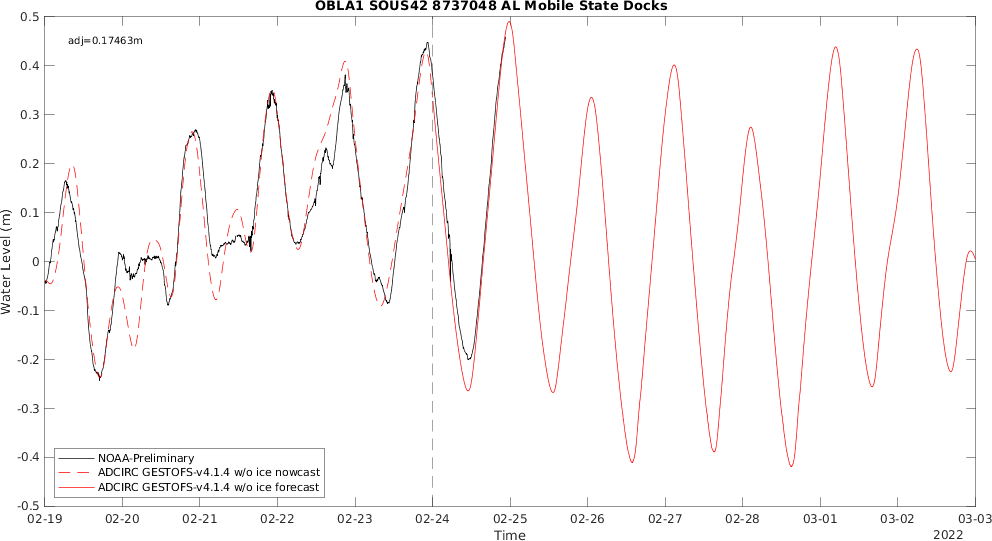 OBLA1 SOUS42 8737048 AL Mobile State Docks
adj=0.17463m
0.5
0.4
0.3
0.2
0.1
0
-0.1
-0.2
-0.3
-0.4
-0.5
Water Level (m)
NOAA-Preliminary
ADCIRC GESTOFS-v4.1.4 w/o ice nowcast
ADCIRC GESTOFS-v4.1.4 w/o ice forecast
02-19 02-20 02-21 02-22 02-23 02-24 02-25 02-26 02-27 02-28 03-01 03-02 03-03
Time
2022